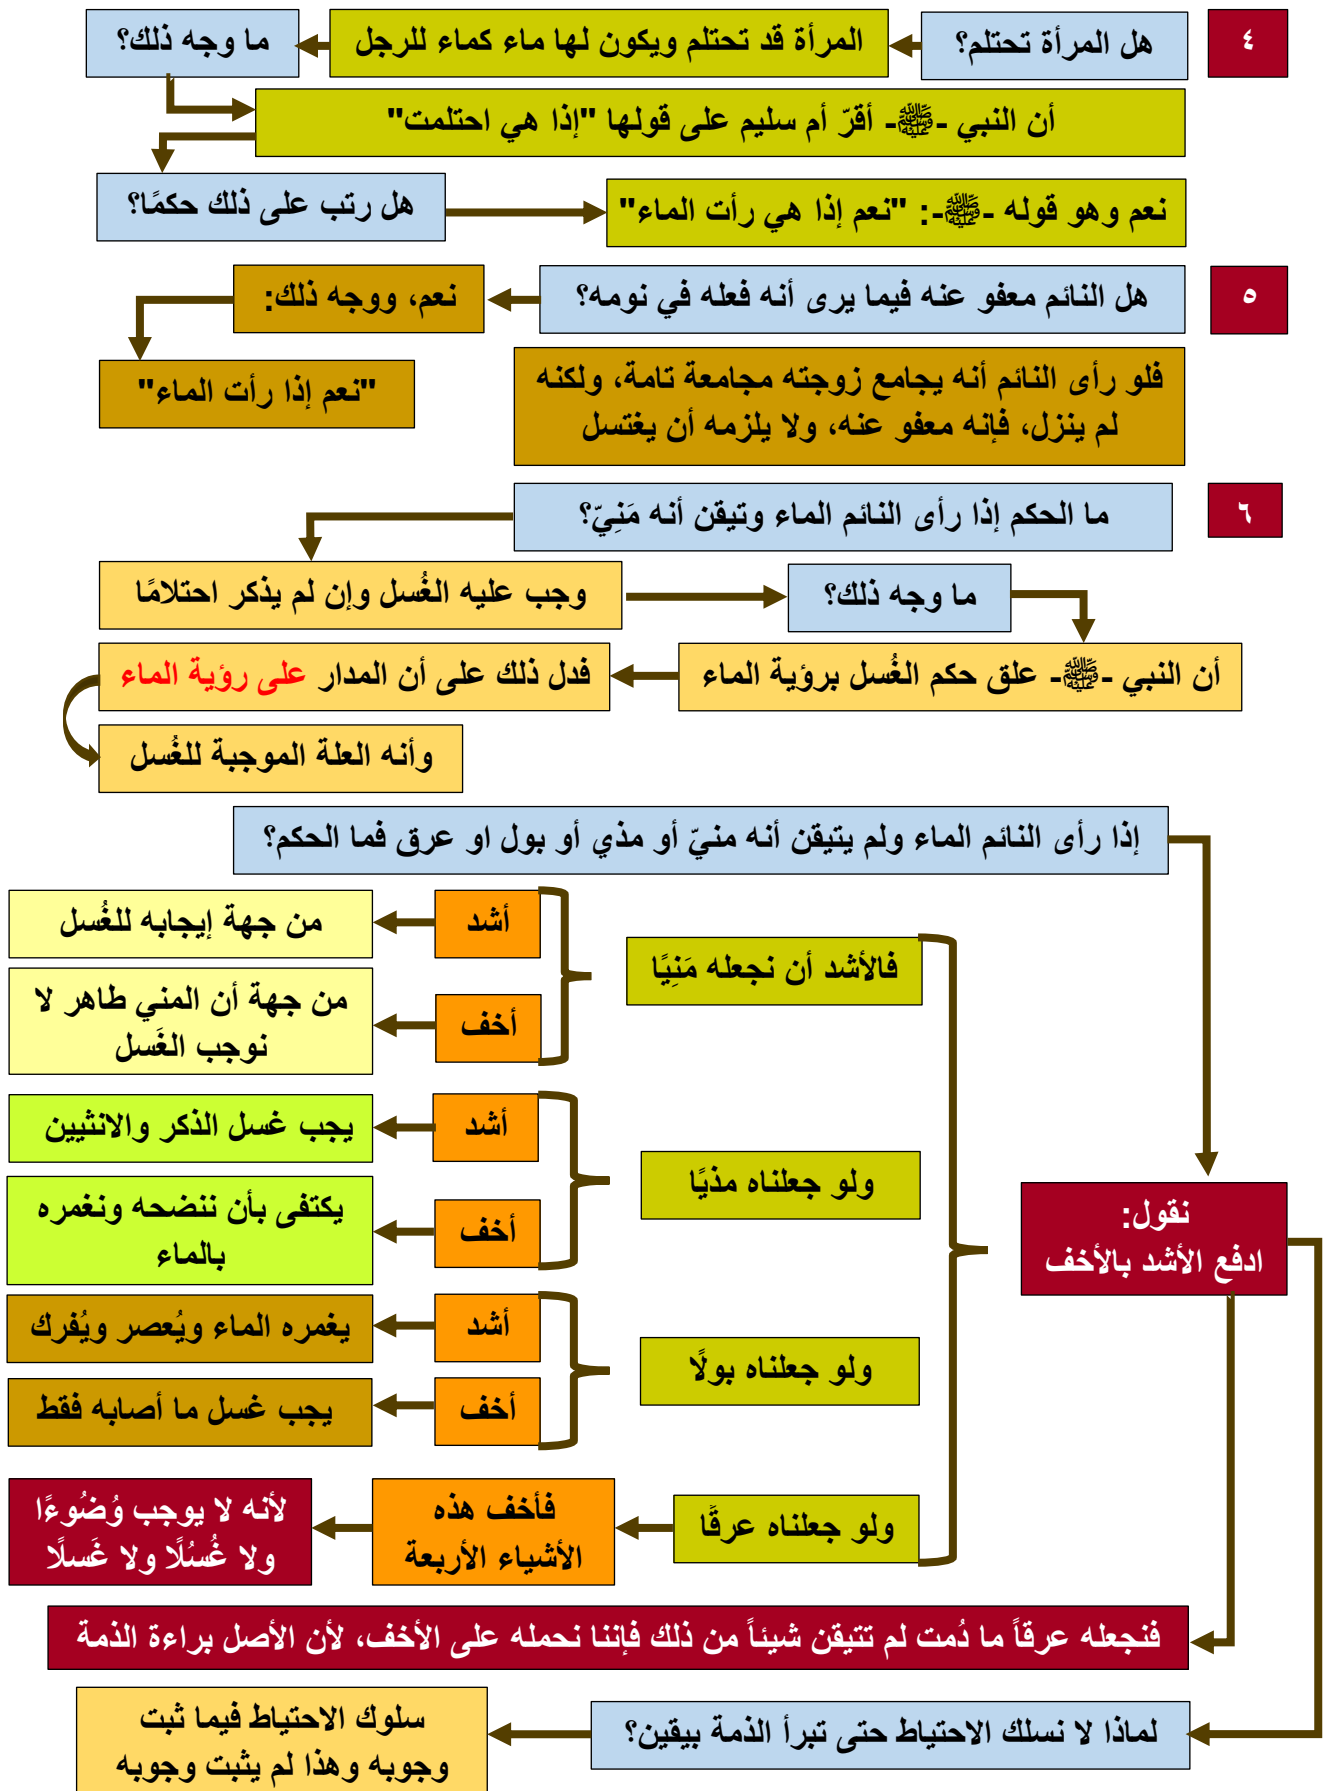 ٤
هل المرأة تحتلم؟
المرأة قد تحتلم ويكون لها ماء كماء للرجل
ما وجه ذلك؟
أن النبي -ﷺ- أقرّ أم سليم على قولها "إذا هي احتلمت"
هل رتب على ذلك حكمًا؟
نعم وهو قوله -ﷺ-: "نعم إذا هي رأت الماء"
٥
هل النائم معفو عنه فيما يرى أنه فعله في نومه؟
نعم، ووجه ذلك:
"نعم إذا رأت الماء"
فلو رأى النائم أنه يجامع زوجته مجامعة تامة، ولكنه
لم ينزل، فإنه معفو عنه، ولا يلزمه أن يغتسل
٦
ما الحكم إذا رأى النائم الماء وتيقن أنه مَنِيّ؟
وجب عليه الغُسل وإن لم يذكر احتلامًا
ما وجه ذلك؟
أن النبي -ﷺ- علق حكم الغُسل برؤية الماء
فدل ذلك على أن المدار على رؤية الماء
وأنه العلة الموجبة للغُسل
إذا رأى النائم الماء ولم يتيقن أنه منيّ أو مذي أو بول او عرق فما الحكم؟
نقول:
ادفع الأشد بالأخف
فالأشد أن نجعله مَنِيًا
أشد
من جهة إيجابه للغُسل
أخف
من جهة أن المني طاهر لا
نوجب الغَسل
ولو جعلناه مذيًا
أشد
يجب غسل الذكر والانثيين
أخف
يكتفى بأن ننضحه ونغمره
بالماء
ولو جعلناه بولًا
أشد
يغمره الماء ويُعصر ويُفرك
أخف
يجب غسل ما أصابه فقط
ولو جعلناه عرقًا
فأخف هذه
الأشياء الأربعة
لأنه لا يوجب وُضُوءًا
ولا غُسُلًا ولا غَسلًا
فنجعله عرقاً ما دُمت لم تتيقن شيئاً من ذلك فإننا نحمله على الأخف، لأن الأصل براءة الذمة
لماذا لا نسلك الاحتياط حتى تبرأ الذمة بيقين؟
سلوك الاحتياط فيما ثبت
وجوبه وهذا لم يثبت وجوبه